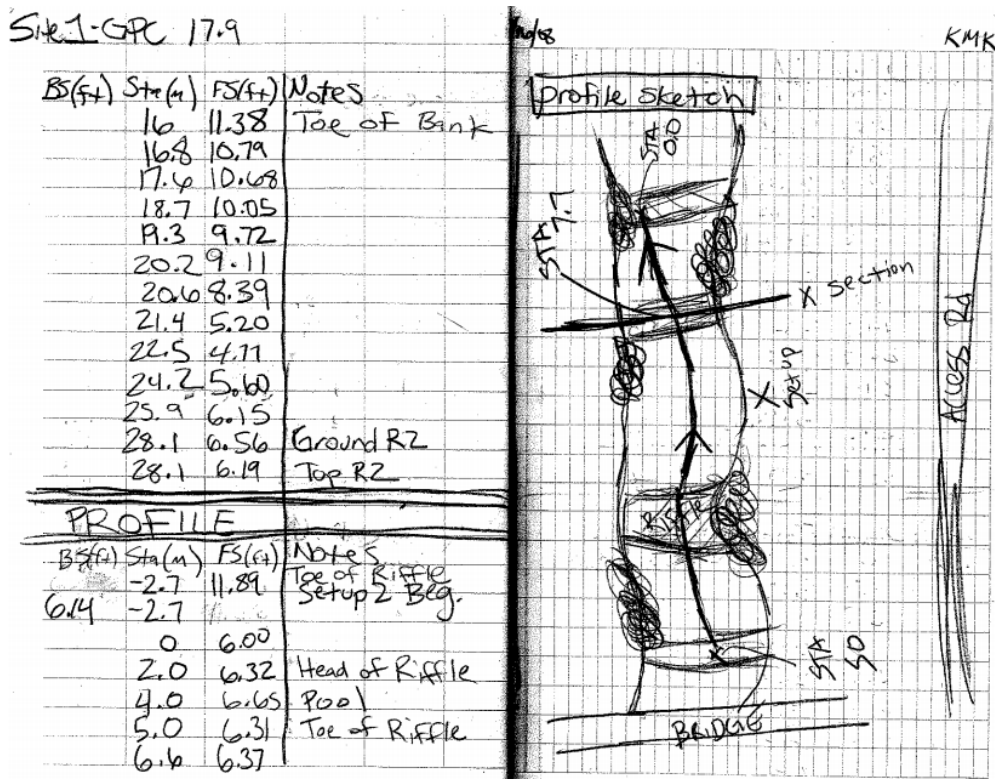 Site 1-GPC 17.9
BS(ft) Sta(m) FS(ft) Notes
16 11.38 Toe of Bank
16.8 10.79
17.6 10.68
18.7 10.05
19.3 9.72
20.2 9.11
20.6 8.39
21.4 5.20
22.5 4.77
24.2 5.60
25.9 6.15
28.1 6.56 Ground R2
28.1 6.19 Top R2
PROFILE
BS(ft) Sta(m) FS(ft) Notes
-2.7 11.89 Toe of Riffle
Setup 2 Beg.
6.14 -2.7
0 6.00
2.0 6.32 Head of Riffle
4.0 6.65 Pool
5.0 6.31 Toe of Riffle
6.6 6.37
KMK
Profile Sketch
STA
0.0
STA
7.7
X section
X
Setup
Access Rd
Riffle
STA
50
BRIDGE